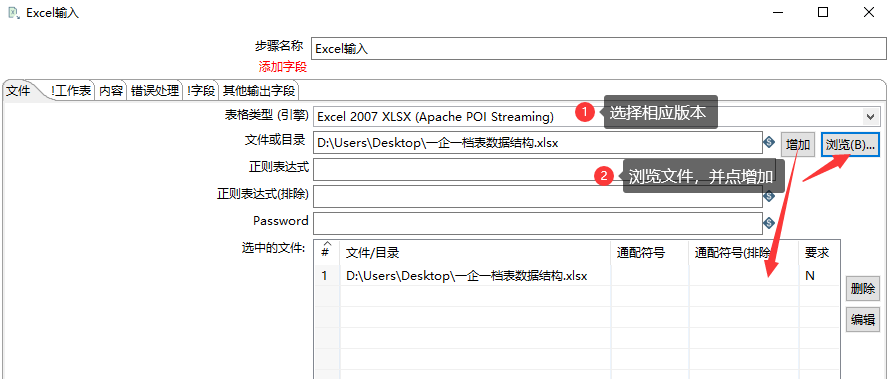 Excel输入
步骤名称 Excel输入
添加字段
文件 !工作表 内容 错误处理 !字段 其他输出字段
表格类型 (引擎) Excel 2007 XLSX (Apache POI Streaming) 1 选择相应版本
文件或目录 D:\Users\Desktop\一企一档表数据结构.xlsx S 增加 浏览(B)...
正则表达式 2 浏览文件，并点增加
正则表达式(排除) S
Password S
选中的文件: # 文件/目录 通配符号 通配符号(排除 要求
1 D:\Users\Desktop\一企一档表数据结构.xlsx N
删除
编辑